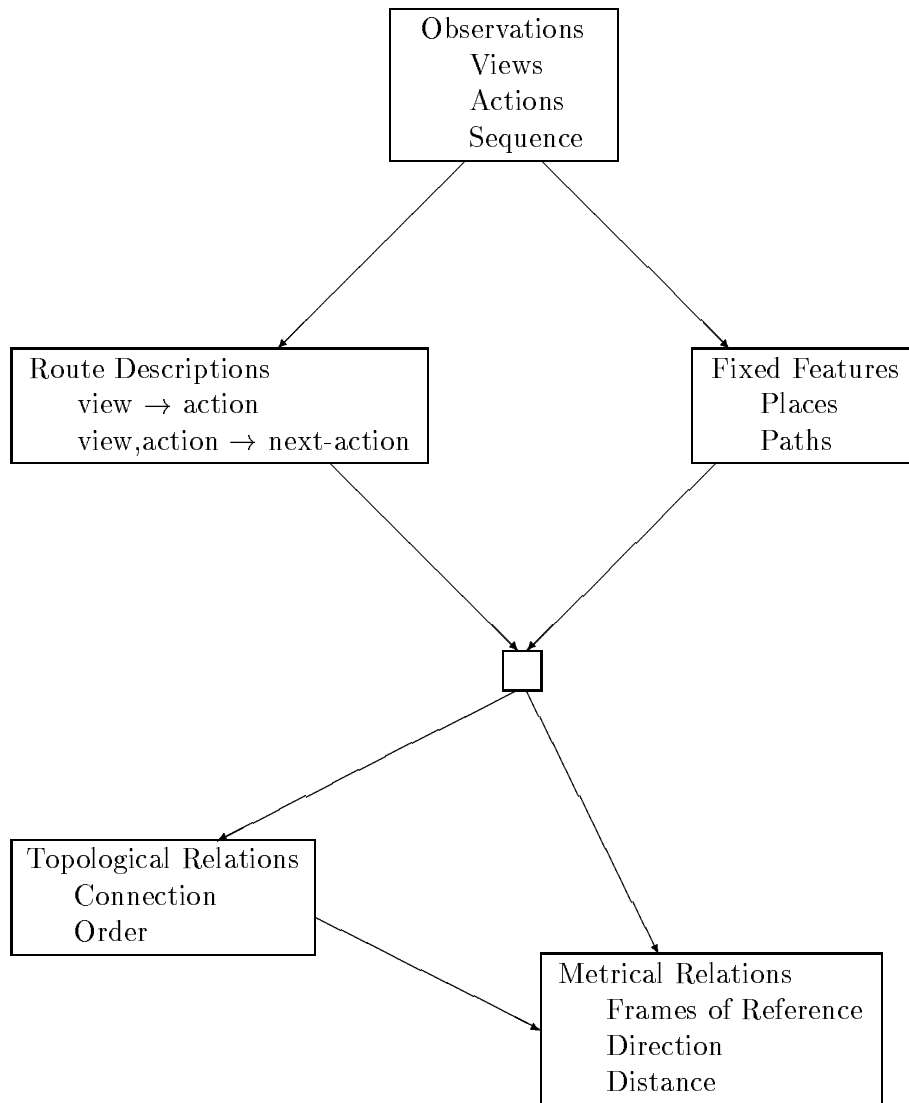 Observations
Views
Actions
Sequence
Route Descriptions
view → action
view,action → next-action
Fixed Features
Places
Paths
Topological Relations
Connection
Order
Metrical Relations
Frames of Reference
Direction
Distance